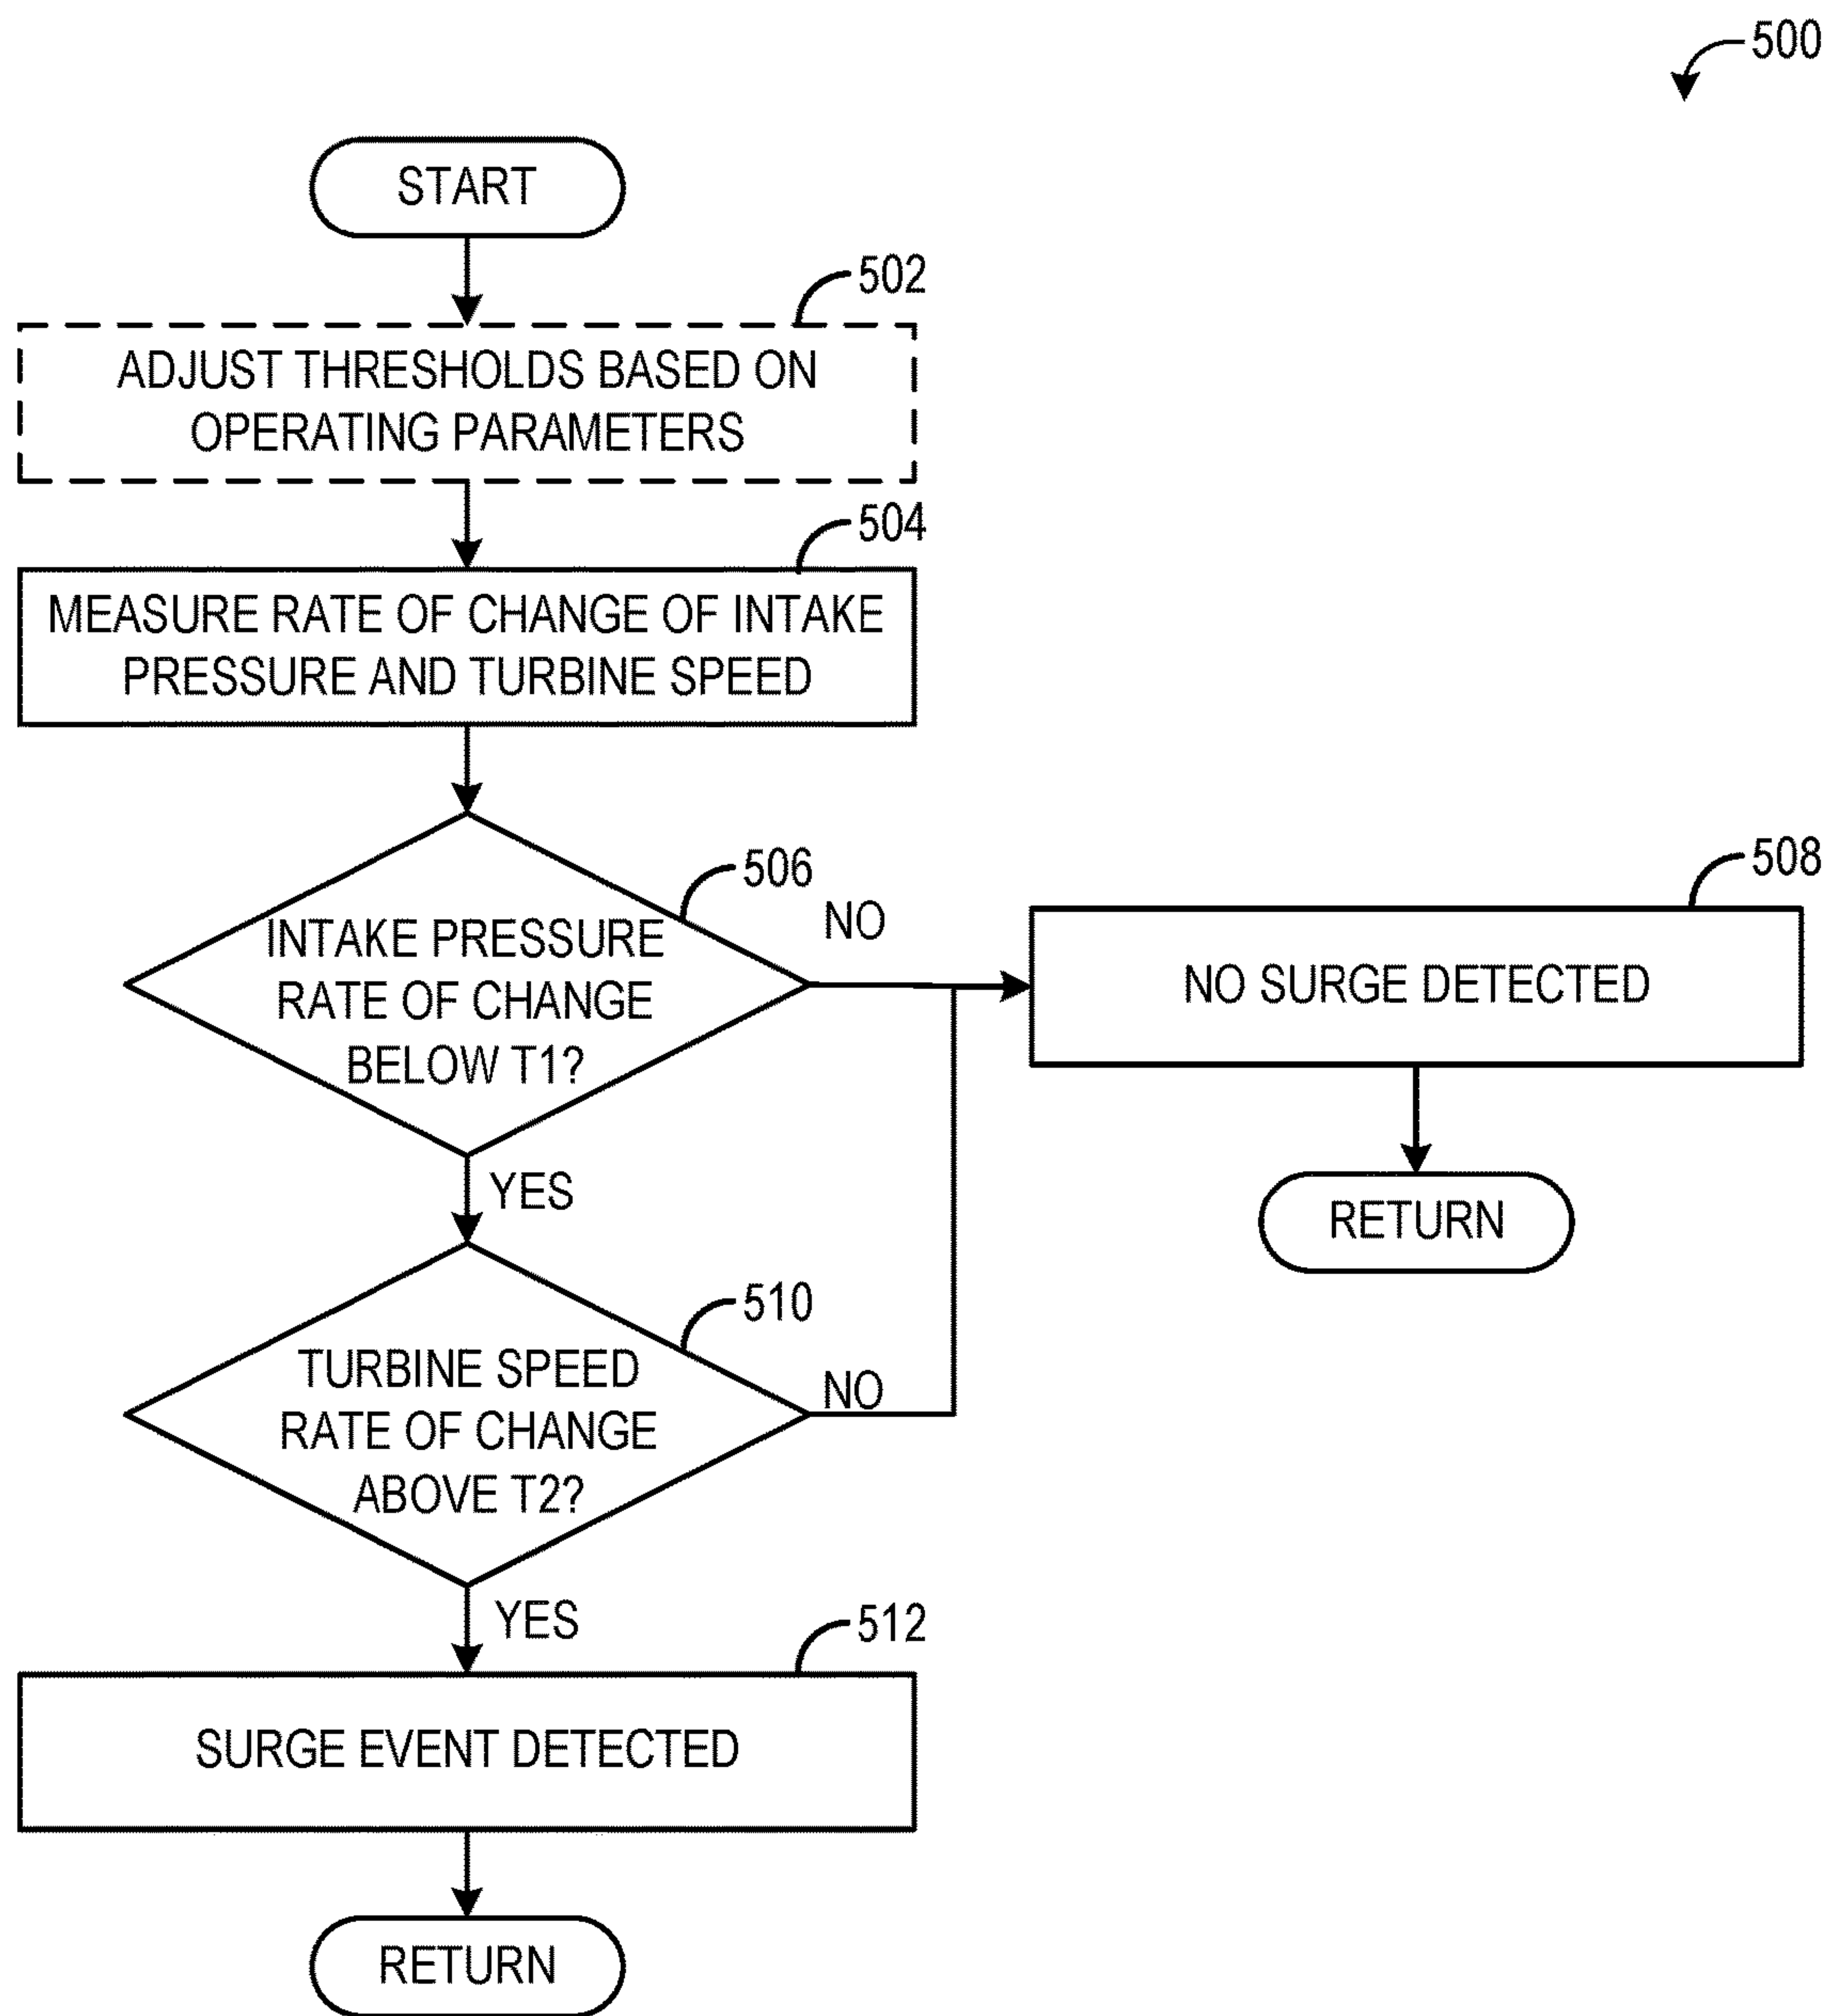 500
START
502
ADJUST THRESHOLDS BASED ON
OPERATING PARAMETERS
504
MEASURE RATE OF CHANGE OF INTAKE
PRESSURE AND TURBINE SPEED
506
INTAKE PRESSURE
RATE OF CHANGE
BELOW T1?
NO
508
NO SURGE DETECTED
RETURN
YES
510
TURBINE SPEED
RATE OF CHANGE
ABOVE T2?
NO
YES
512
SURGE EVENT DETECTED
RETURN